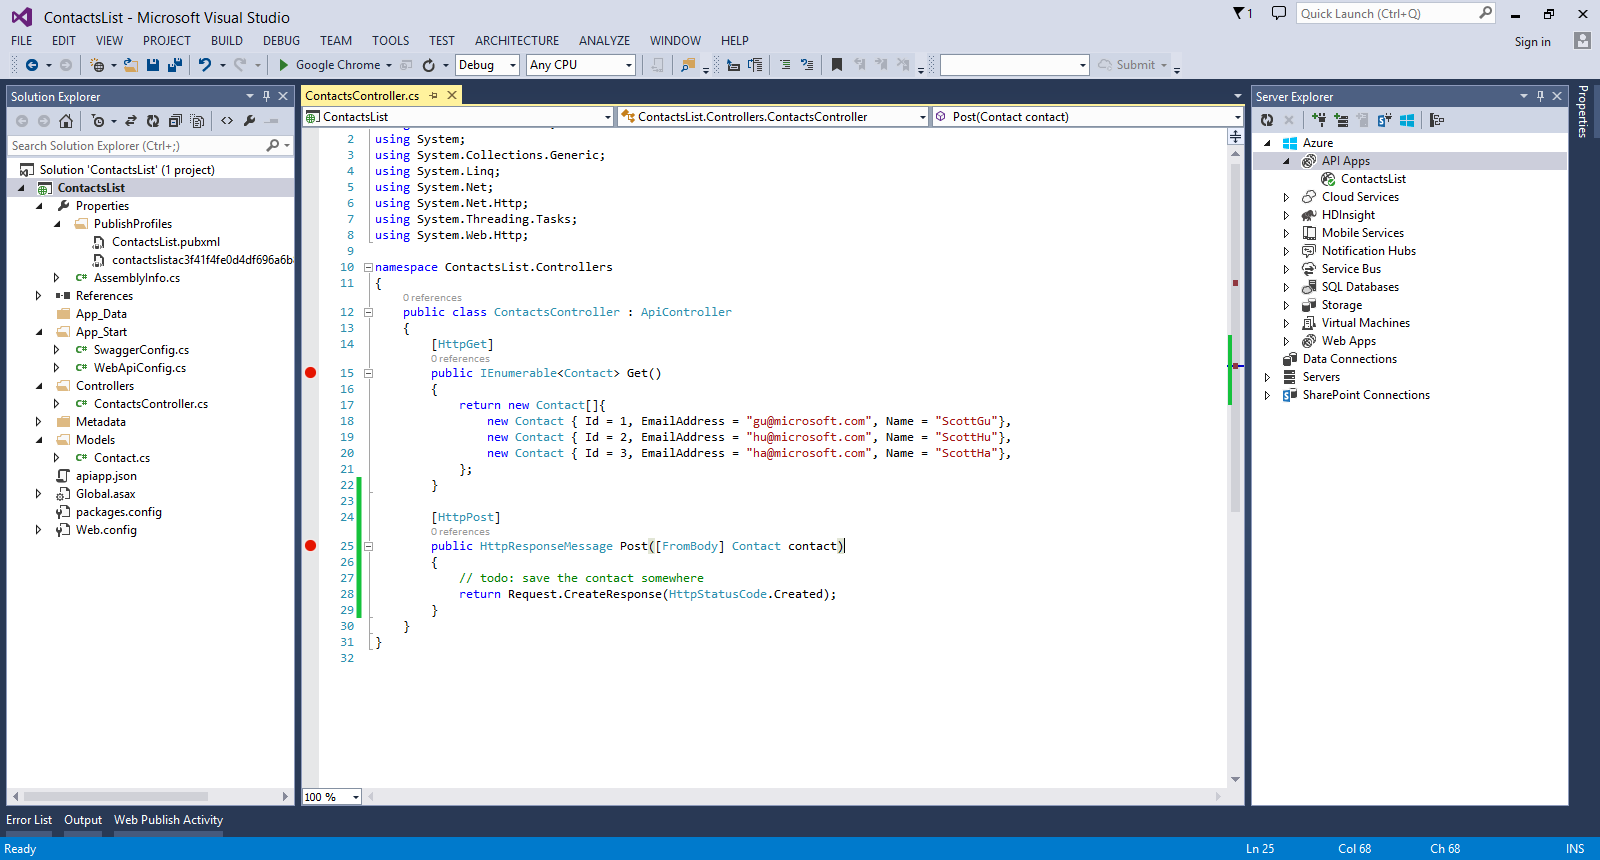 ContactsList - Microsoft Visual Studio
1
Quick Launch (Ctrl+Q)
FILE EDIT VIEW PROJECT BUILD DEBUG TEAM TOOLS TEST ARCHITECTURE ANALYZE WINDOW HELP
Sign in
Google Chrome Debug Any CPU Submit
Solution Explorer
Search Solution Explorer (Ctrl+;)
Solution 'ContactsList' (1 project)
ContactsList
Properties
PublishProfiles
ContactsList.pubxml
contactslistac3f41f4fe0d4df696a6b
C# AssemblyInfo.cs
References
App_Data
App_Start
C# SwaggerConfig.cs
C# WebApiConfig.cs
Controllers
C# ContactsController.cs
Metadata
Models
C# Contact.cs
apiapp.json
Global.asax
packages.config
Web.config
ContactsController.cs
ContactsList ContactsList.Controllers.ContactsController Post(Contact contact)
2 using System;
3 using System.Collections.Generic;
4 using System.Linq;
5 using System.Net;
6 using System.Net.Http;
7 using System.Threading.Tasks;
8 using System.Web.Http;
9
10 namespace ContactsList.Controllers
11 {
0 references
12 public class ContactsController : ApiController
13 {
14 [HttpGet]
0 references
15 public IEnumerable<Contact> Get()
16 {
17 return new Contact[]{
18 new Contact { Id = 1, EmailAddress = "gu@microsoft.com", Name = "ScottGu"},
19 new Contact { Id = 2, EmailAddress = "hu@microsoft.com", Name = "ScottHu"},
20 new Contact { Id = 3, EmailAddress = "ha@microsoft.com", Name = "ScottHa"},
21 };
22 }
23
24 [HttpPost]
0 references
25 public HttpResponseMessage Post([FromBody] Contact contact)
26 {
27 // todo: save the contact somewhere
28 return Request.CreateResponse(HttpStatusCode.Created);
29 }
30 }
31 }
32
100 %
Server Explorer
Azure
API Apps
ContactsList
Cloud Services
HDInsight
Mobile Services
Notification Hubs
Service Bus
SQL Databases
Storage
Virtual Machines
Web Apps
Data Connections
Servers
SharePoint Connections
Properties
Error List Output Web Publish Activity
Ready Ln 25 Col 68 Ch 68 INS